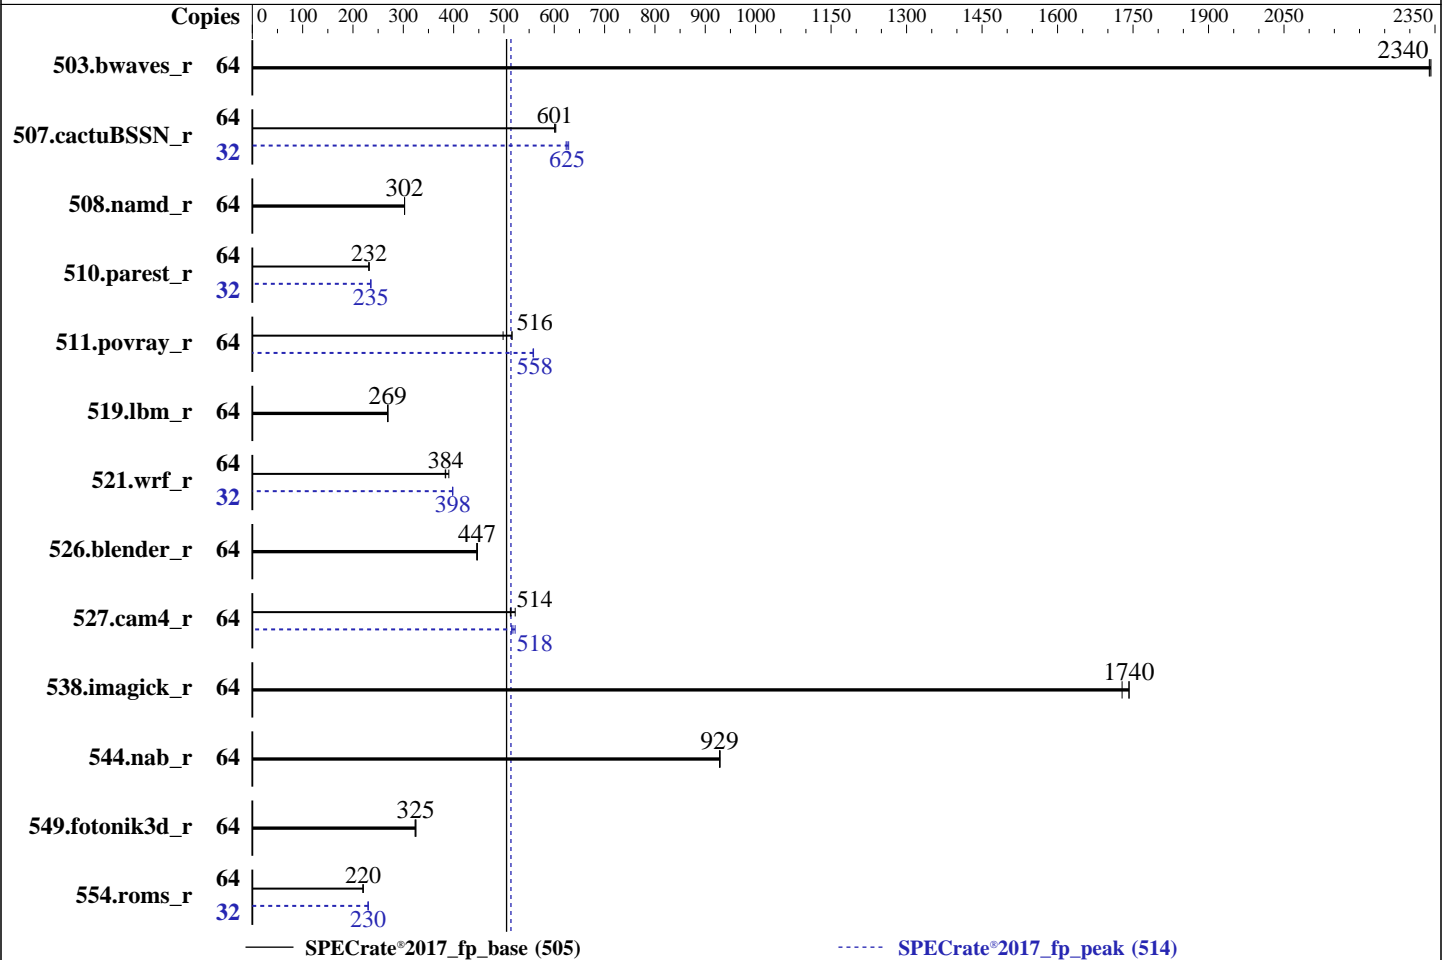 Copies 0 100 200 300 400 500 600 700 800 900 1000 1150 1300 1450 1600 1750 1900 2050 2350
503.bwaves_r 64 2340
507.cactuBSSN_r 64 601
32 625
508.namd_r 64 302
510.parest_r 64 232
32 235
511.povray_r 64 516
558
519.lbm_r 64 269
521.wrf_r 64 384
32 398
526.blender_r 64 447
527.cam4_r 64 514
518
538.imagick_r 64 1740
544.nab_r 64 929
549.fotonik3d_r 64 325
554.roms_r 64 220
32 230
SPECrate®2017_fp_base (505) SPECrate®2017_fp_peak (514)